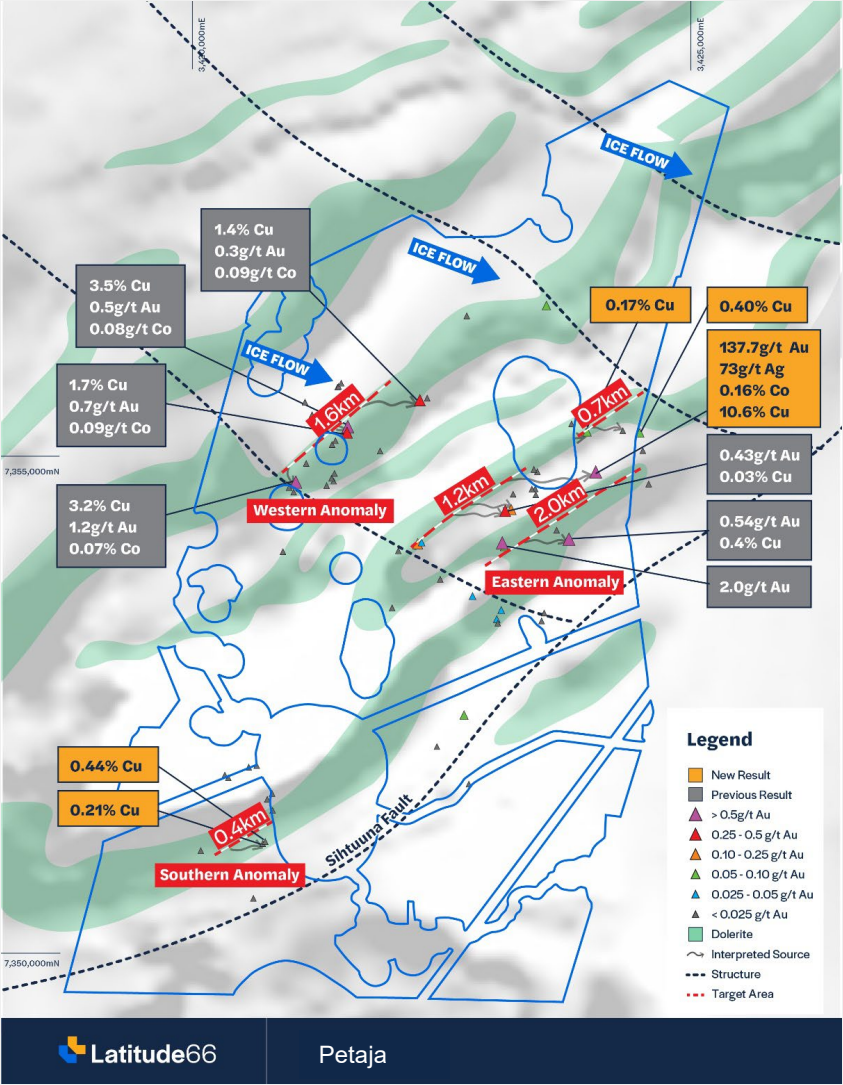 3,420,000mE
3,425,000mE
ICE FLOW
1.4% Cu
0.3g/t Au
0.09g/t Co
ICE FLOW
3.5% Cu
0.5g/t Au
0.08g/t Co
0.17% Cu
0.40% Cu
137.7g/t Au
73g/t Ag
0.16% Co
10.6% Cu
ICE FLOW
1.7% Cu
0.7g/t Au
0.09g/t Co
1.6km
0.7km
7,355,000mN
0.43g/t Au
0.03% Cu
1.2km
2.0km
3.2% Cu
1.2g/t Au
0.07% Co
Western Anomaly
0.54g/t Au
0.4% Cu
Eastern Anomaly
2.0g/t Au
0.44% Cu
0.21% Cu
0.4km
Southern Anomaly
Sihtuuna Fault
7,350,000mN
Legend
New Result
Previous Result
> 0.5g/t Au
0.25 - 0.5 g/t Au
0.10 - 0.25 g/t Au
0.05 - 0.10 g/t Au
0.025 - 0.05 g/t Au
< 0.025 g/t Au
Dolerite
Interpreted Source
Structure
Target Area
Latitude66
Petaja